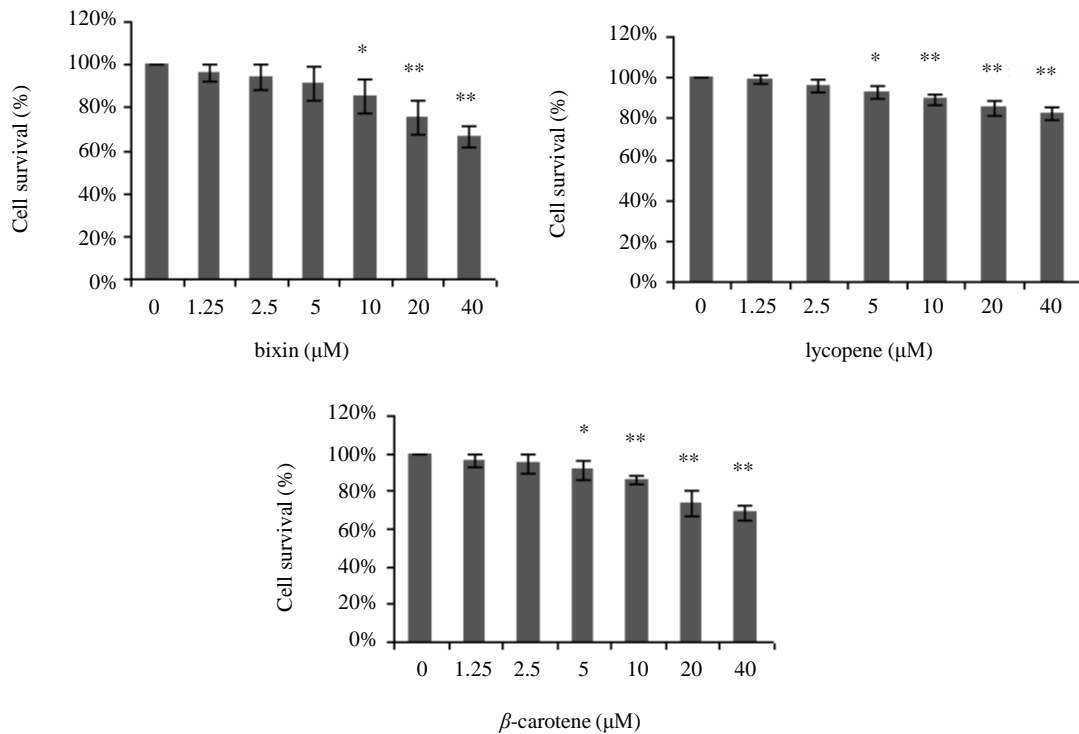 120%
100%
80%
60%
40%
20%
0%
Cell survival (%)
* ** **
0 1.25 2.5 5 10 20 40
bixin (μM)
120%
100%
80%
60%
40%
20%
0%
Cell survival (%)
* ** ** **
0 1.25 2.5 5 10 20 40
lycopene (μM)
120%
100%
80%
60%
40%
20%
0%
Cell survival (%)
* ** ** **
0 1.25 2.5 5 10 20 40
β-carotene (μM)